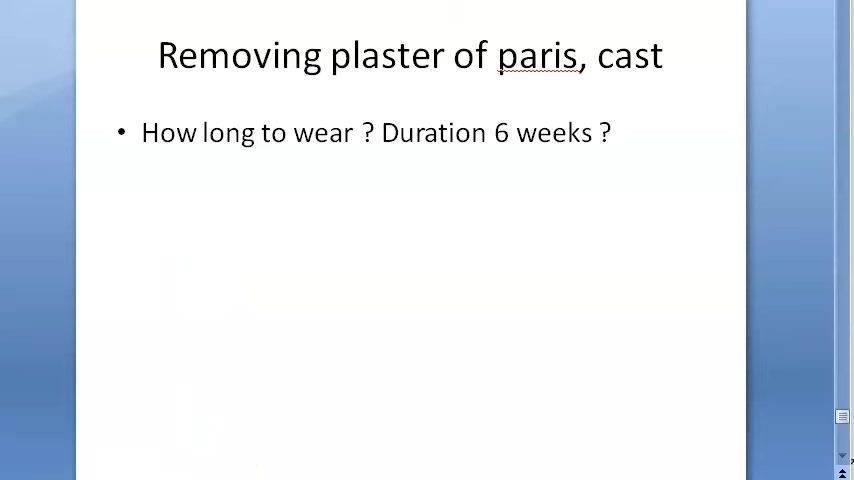 Removing plaster of paris, cast
• How long to wear ? Duration 6 weeks ?